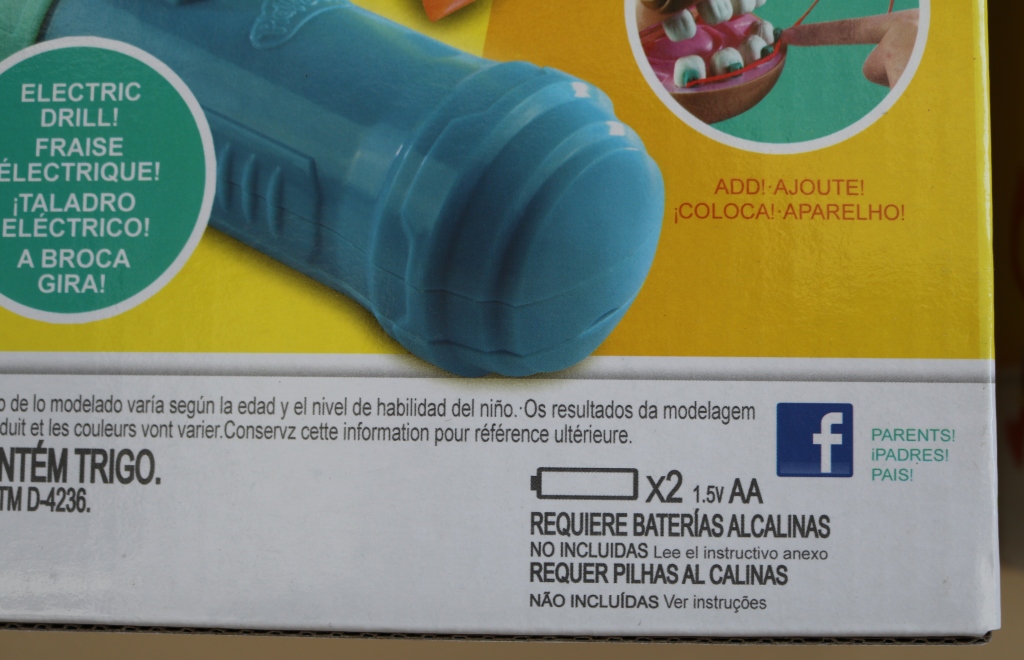 ELECTRIC
DRILL!
FRAISE
ÉLECTRIQUE!
¡TALADRO
ELÉCTRICO!
A BROCA
GIRA!
ADD!·AJOUTE!
¡COLOCA!·APARELHO!
o de lo modelado varía según la edad y el nivel de habilidad del niño.·Os resultados da modelagem
duit et les couleurs vont varier.Conservz cette information pour référence ultérieure.
NTÉM TRIGO.
TM D-4236.
f
PARENTS!
¡PADRES!
PAIS!
x2 1.5v AA
REQUIERE BATERÍAS ALCALINAS
NO INCLUIDAS Lee el instructivo anexo
REQUER PILHAS AL CALINAS
NÃO INCLUÍDAS Ver instruções